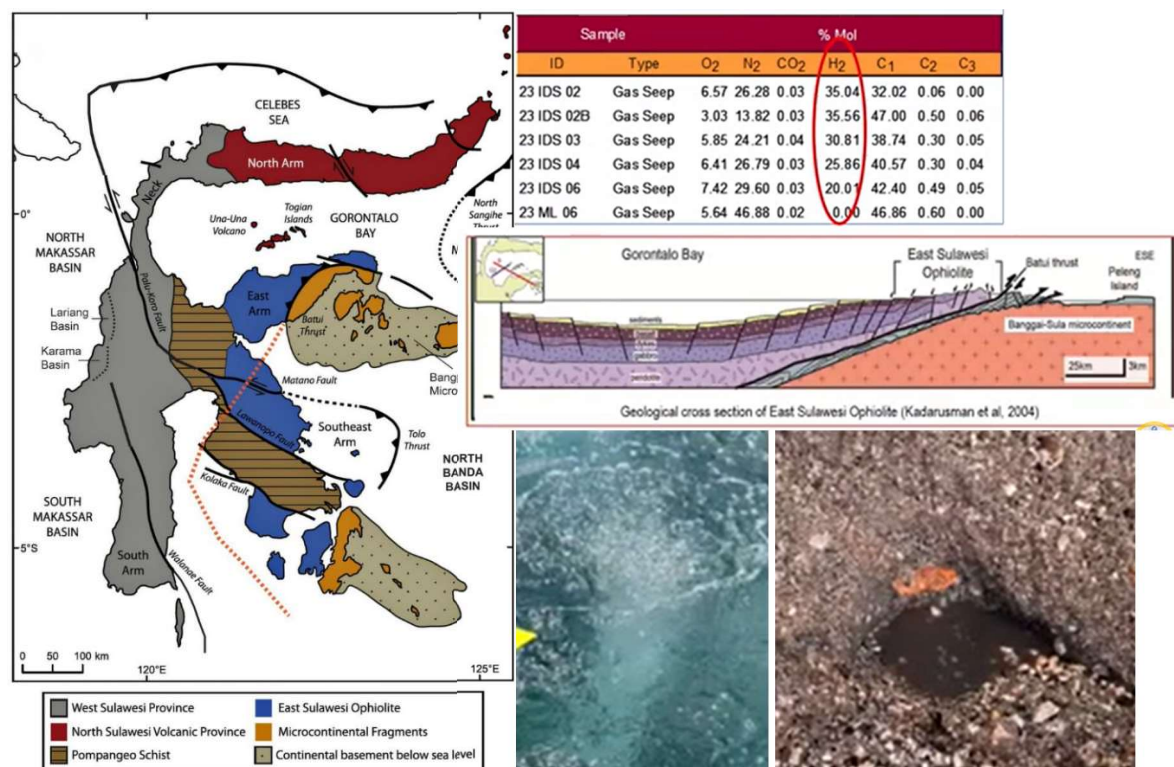 CELEBES
SEA
North Arm
Neck
Una-Una
Volcano
Togian
Islands
GORONTALO
BAY
North
Sangihe
Thrust
0°
NORTH
MAKASSAR
BASIN
Palu-Koro Fault
East
Arm
Batui
Thrust
Lariang
Basin
Karama
Basin
Bang
Micro
Matano Fault
Lawanopo Fault
Southeast
Arm
Tolo
Thrust
NORTH
BANDA
BASIN
Kolaka Fault
SOUTH
MAKASSAR
BASIN
5°S
South
Arm
Walanae Fault
0 50 100 km
120°E
125°E
West Sulawesi Province
East Sulawesi Ophiolite
North Sulawesi Volcanic Province
Microcontinental Fragments
Pompangeo Schist
Continental basement below sea level
Sample % Mol
ID Type O2 N2 CO2 H2 C1 C2 C3
23 IDS 02 Gas Seep 6.57 26.28 0.03 35.04 32.02 0.06 0.00
23 IDS 02B Gas Seep 3.03 13.82 0.03 35.56 47.00 0.50 0.06
23 IDS 03 Gas Seep 5.85 24.21 0.04 30.81 38.74 0.30 0.05
23 IDS 04 Gas Seep 6.41 26.79 0.03 25.86 40.57 0.30 0.04
23 IDS 06 Gas Seep 7.42 29.60 0.03 20.01 42.40 0.49 0.05
23 ML 06 Gas Seep 5.64 46.88 0.02 0.00 46.86 0.60 0.00
Gorontalo Bay
East Sulawesi
Ophiolite
Batui thrust
ESE
Peleng
Island
sediments
gabbro
peridotite
Banggai-Sula microcontinent
25km 3km
Geological cross section of East Sulawesi Ophiolite (Kadarusman et al, 2004)